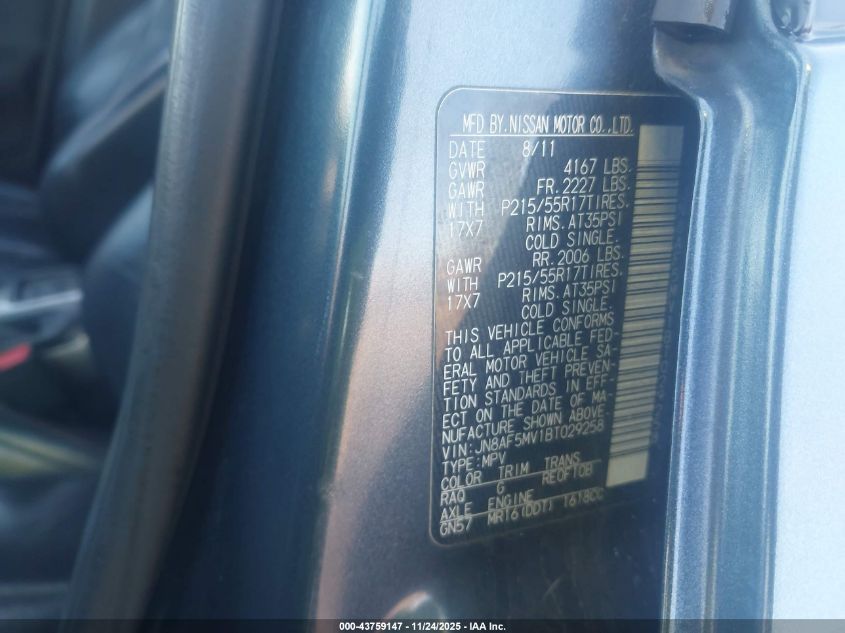 MFD BY. NISSAN MOTOR CO.,LTD.
DATE 8/11
GVWR 4167 LBS.
GAWR FR. 2227 LBS.
WITH P215/55R17TIRES.
17X7 RIMS. AT35PSI
COLD SINGLE.
GAWR RR. 2006 LBS.
WITH P215/55R17TIRES.
17X7 RIMS. AT35PSI
COLD SINGLE.
THIS VEHICLE CONFORMS
TO ALL APPLICABLE FED-
ERAL MOTOR VEHICLE SA-
FETY AND THEFT PREVEN-
TION STANDARDS IN EFF-
ECT ON THE DATE OF MA-
NUFACTURE SHOWN ABOVE.
VIN: JN8AF5MV1BT029258
TYPE: MPV
COLOR TRIM TRANS
RAQ G RE0F10B
AXLE ENGINE
GN57 MR16(DDT) 1618CC
000-43759147 - 11/24/2025 - IAA Inc.